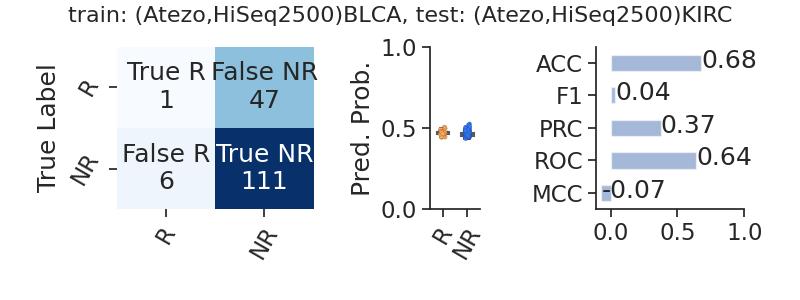 train: (Atezo,HiSeq2500)BLCA, test: (Atezo,HiSeq2500)KIRC
True Label
R
NR
True R
1
False NR
47
False R
6
True NR
111
R
NR
Pred. Prob.
1.0
0.5
0.0
R
NR
ACC
0.68
F1
0.04
PRC
0.37
ROC
0.64
MCC
-0.07
0.0
0.5
1.0